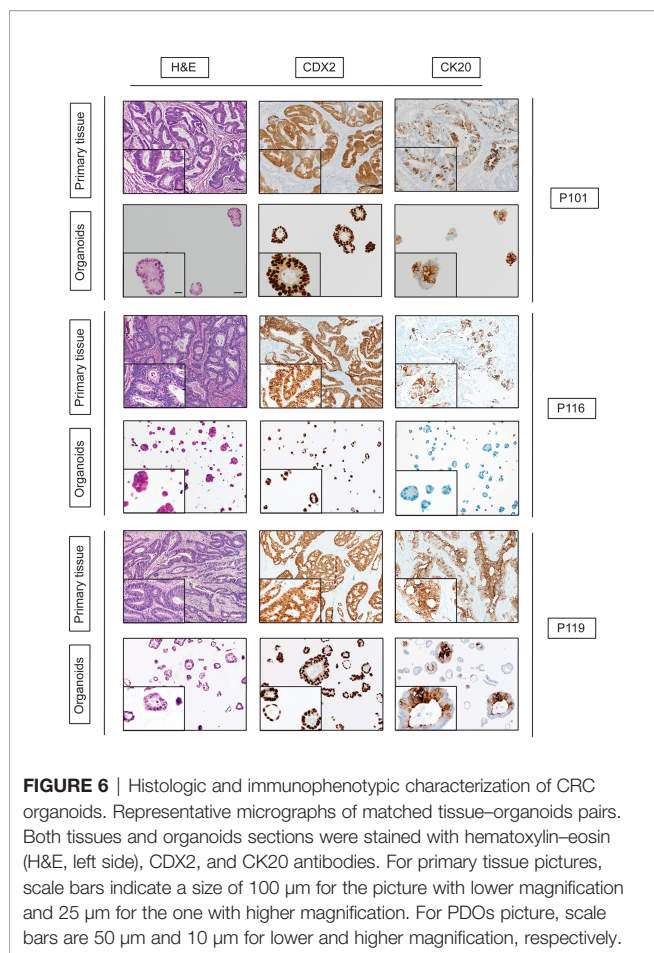 H&E
CDX2
CK20
Primary tissue
Organoids
P101
Primary tissue
Organoids
P116
Primary tissue
Organoids
P119
FIGURE 6 | Histologic and immunophenotypic characterization of CRC
organoids. Representative micrographs of matched tissue–organoids pairs.
Both tissues and organoids sections were stained with hematoxylin–eosin
(H&E, left side), CDX2, and CK20 antibodies. For primary tissue pictures,
scale bars indicate a size of 100 μm for the picture with lower magnification
and 25 μm for the one with higher magnification. For PDOs picture, scale
bars are 50 μm and 10 μm for lower and higher magnification, respectively.